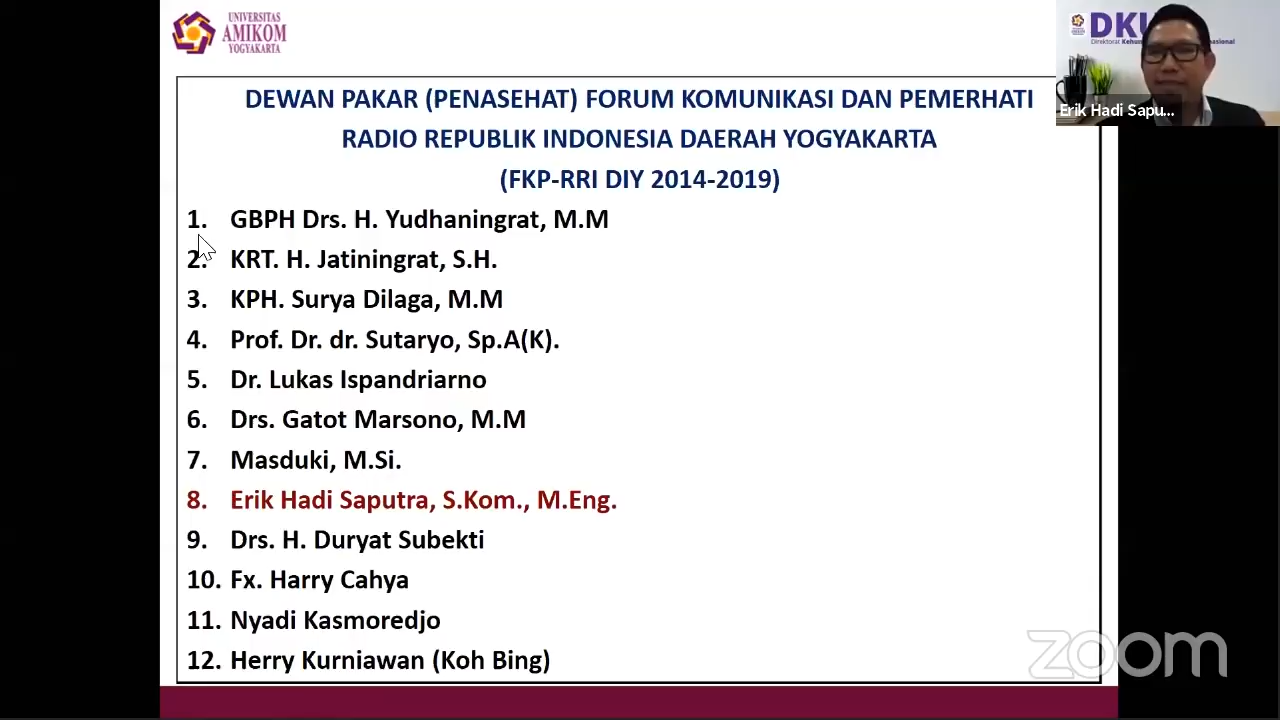 UNIVERSITAS
AMIKOM
YOGYAKARTA
Erik Hadi Sapu...
DEWAN PAKAR (PENASEHAT) FORUM KOMUNIKASI DAN PEMERHATI
RADIO REPUBLIK INDONESIA DAERAH YOGYAKARTA
(FKP-RRI DIY 2014-2019)
1. GBPH Drs. H. Yudhaningrat, M.M
2. KRT. H. Jatiningrat, S.H.
3. KPH. Surya Dilaga, M.M
4. Prof. Dr. dr. Sutaryo, Sp.A(K).
5. Dr. Lukas Ispandriarno
6. Drs. Gatot Marsono, M.M
7. Masduki, M.Si.
8. Erik Hadi Saputra, S.Kom., M.Eng.
9. Drs. H. Duryat Subekti
10. Fx. Harry Cahya
11. Nyadi Kasmoredjo
12. Herry Kurniawan (Koh Bing)
zoom